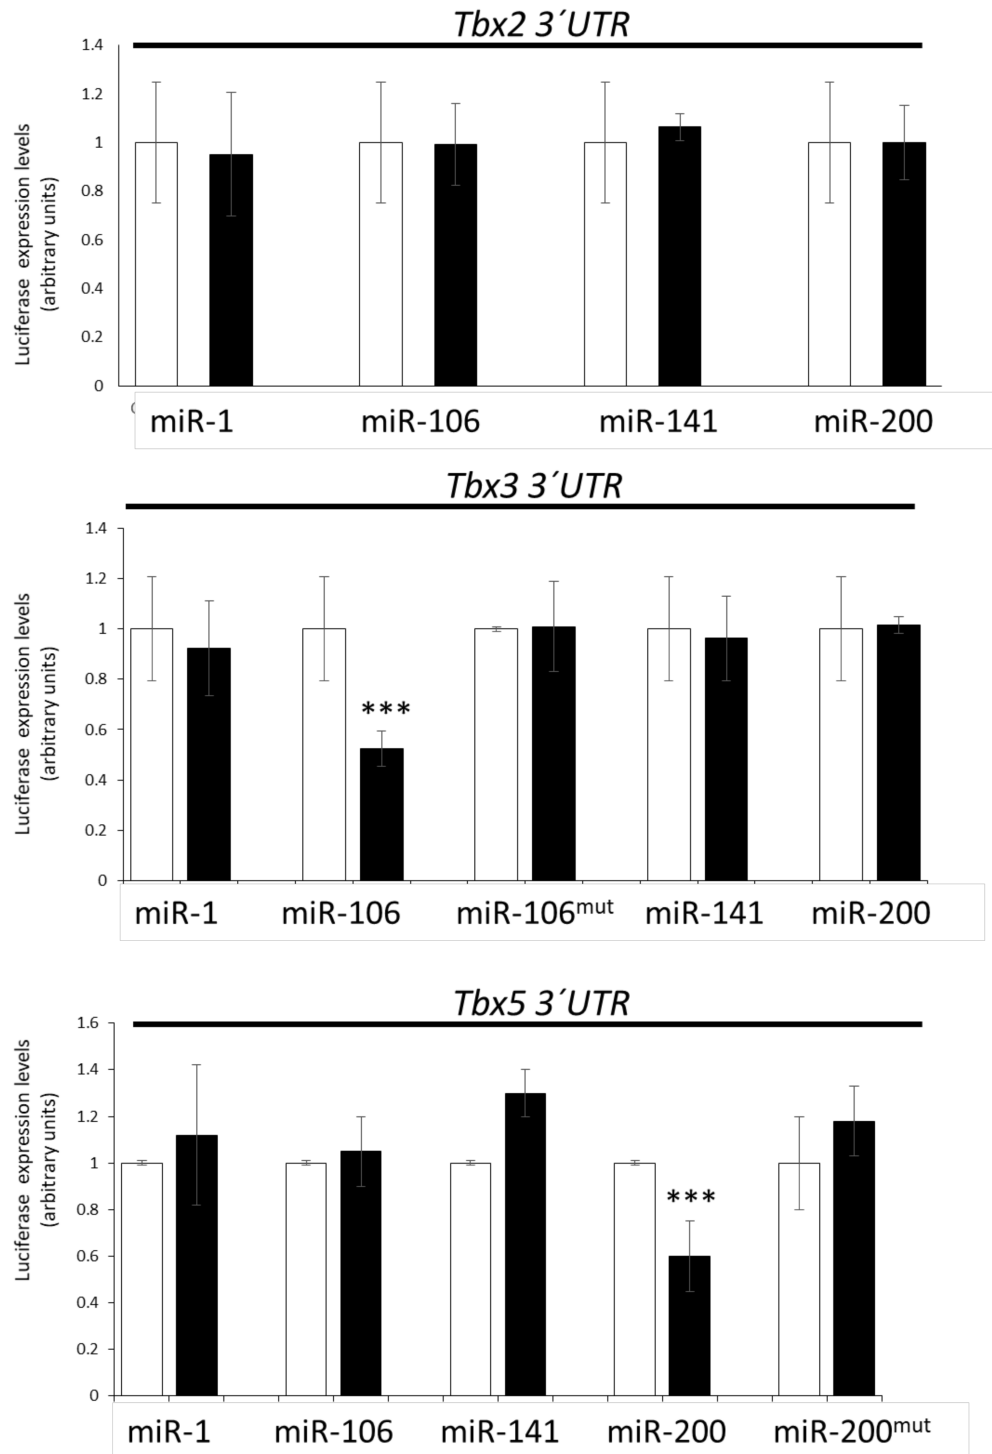 Tbx2 3´UTR
Luciferase expression levels
(arbitrary units)
1.4
1.2
1
0.8
0.6
0.4
0.2
0
miR-1 miR-106 miR-141 miR-200
Tbx3 3´UTR
Luciferase expression levels
(arbitrary units)
1.4
1.2
1
0.8
0.6
0.4
0.2
0
***
miR-1 miR-106 miR-106mut miR-141 miR-200
Tbx5 3´UTR
Luciferase expression levels
(arbitrary units)
1.6
1.4
1.2
1
0.8
0.6
0.4
0.2
0
***
miR-1 miR-106 miR-141 miR-200 miR-200mut